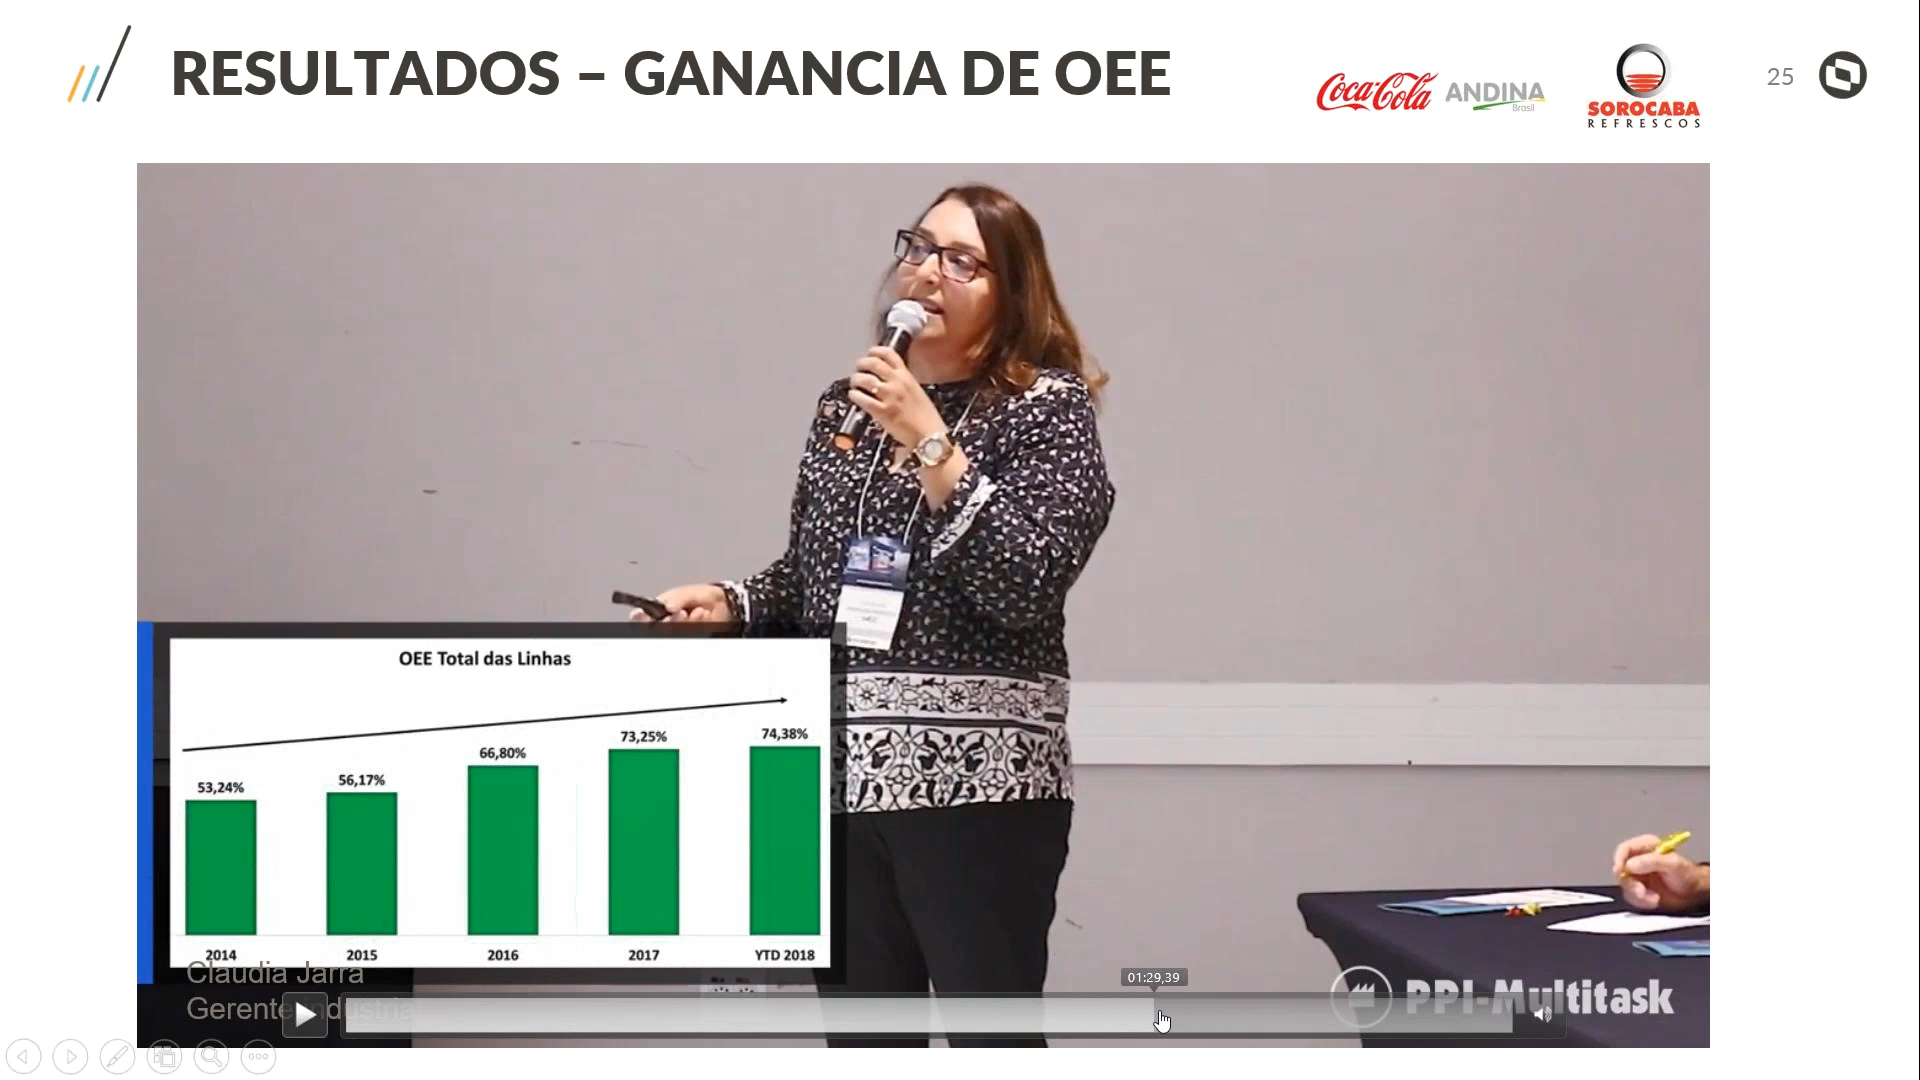 RESULTADOS – GANANCIA DE OEE
Coca-Cola ANDINA
Brasil
SOROCABA
REFRESCOS
25
OEE Total das Linhas
53,24%
56,17%
66,80%
73,25%
74,38%
2014
2015
2016
2017
YTD 2018
Claudia Jarra
Gerente Industrial
01:29,39
PPI-Multitask